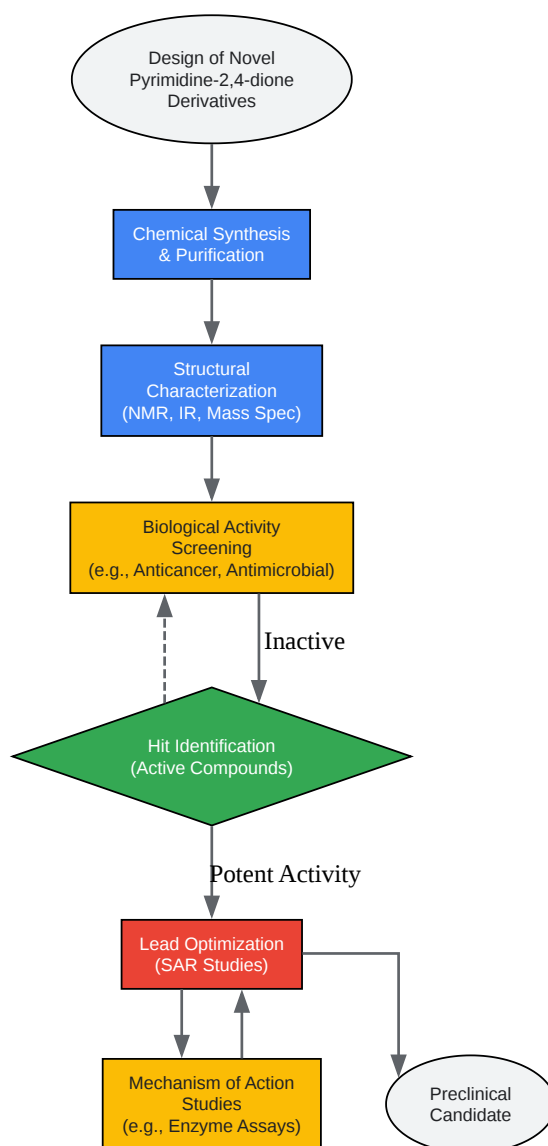 Design of Novel
Pyrimidine-2,4-dione
Derivatives
Chemical Synthesis
& Purification
Structural
Characterization
(NMR, IR, Mass Spec)
Biological Activity
Screening
(e.g., Anticancer, Antimicrobial)
Inactive
Hit Identification
(Active Compounds)
Potent Activity
Lead Optimization
(SAR Studies)
Mechanism of Action
Studies
(e.g., Enzyme Assays)
Preclinical
Candidate